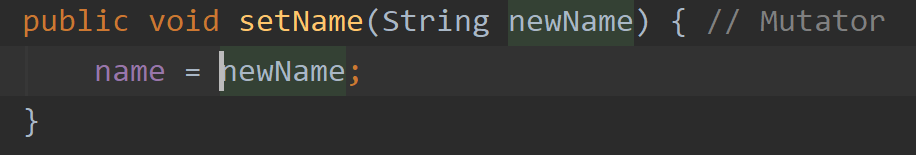 public void setName(String newName) { // Mutator
    name = newName;
}